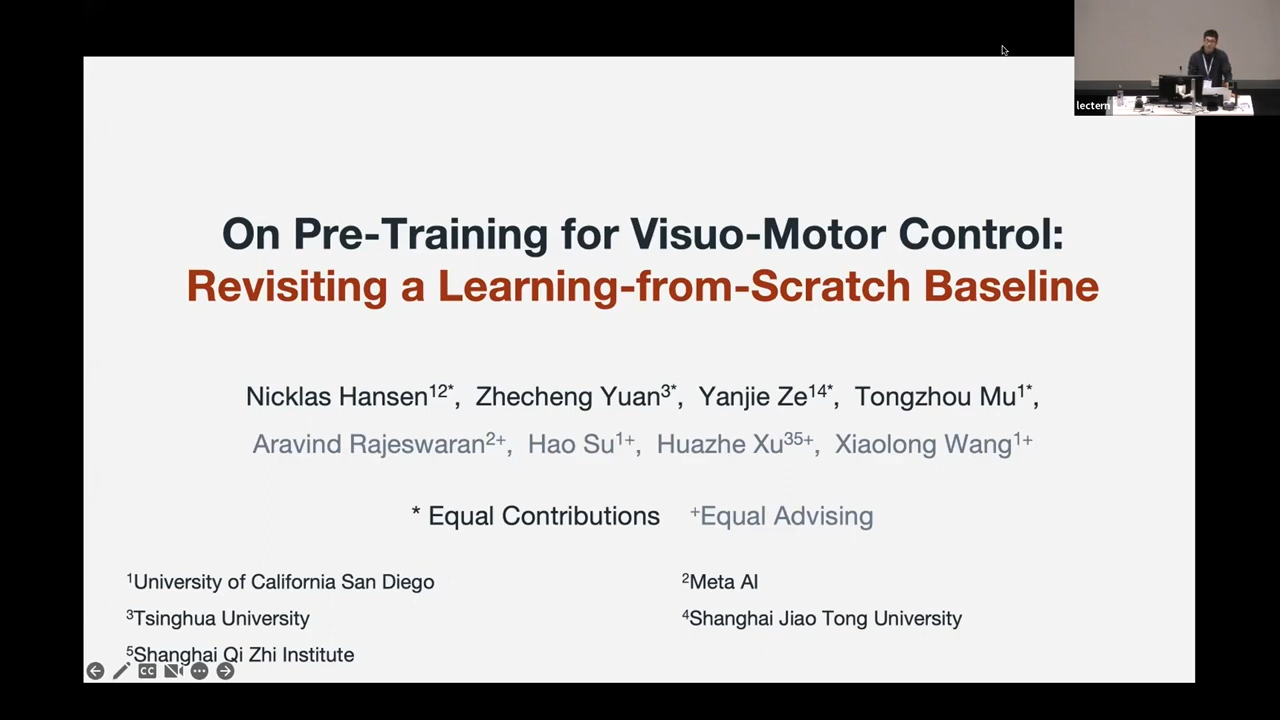 lectern
On Pre-Training for Visuo-Motor Control:
Revisiting a Learning-from-Scratch Baseline
Nicklas Hansen12*, Zhecheng Yuan3*, Yanjie Ze14*, Tongzhou Mu1*,
Aravind Rajeswaran2+, Hao Su1+, Huazhe Xu35+, Xiaolong Wang1+
* Equal Contributions +Equal Advising
1University of California San Diego
2Meta AI
3Tsinghua University
4Shanghai Jiao Tong University
5Shanghai Qi Zhi Institute
CC